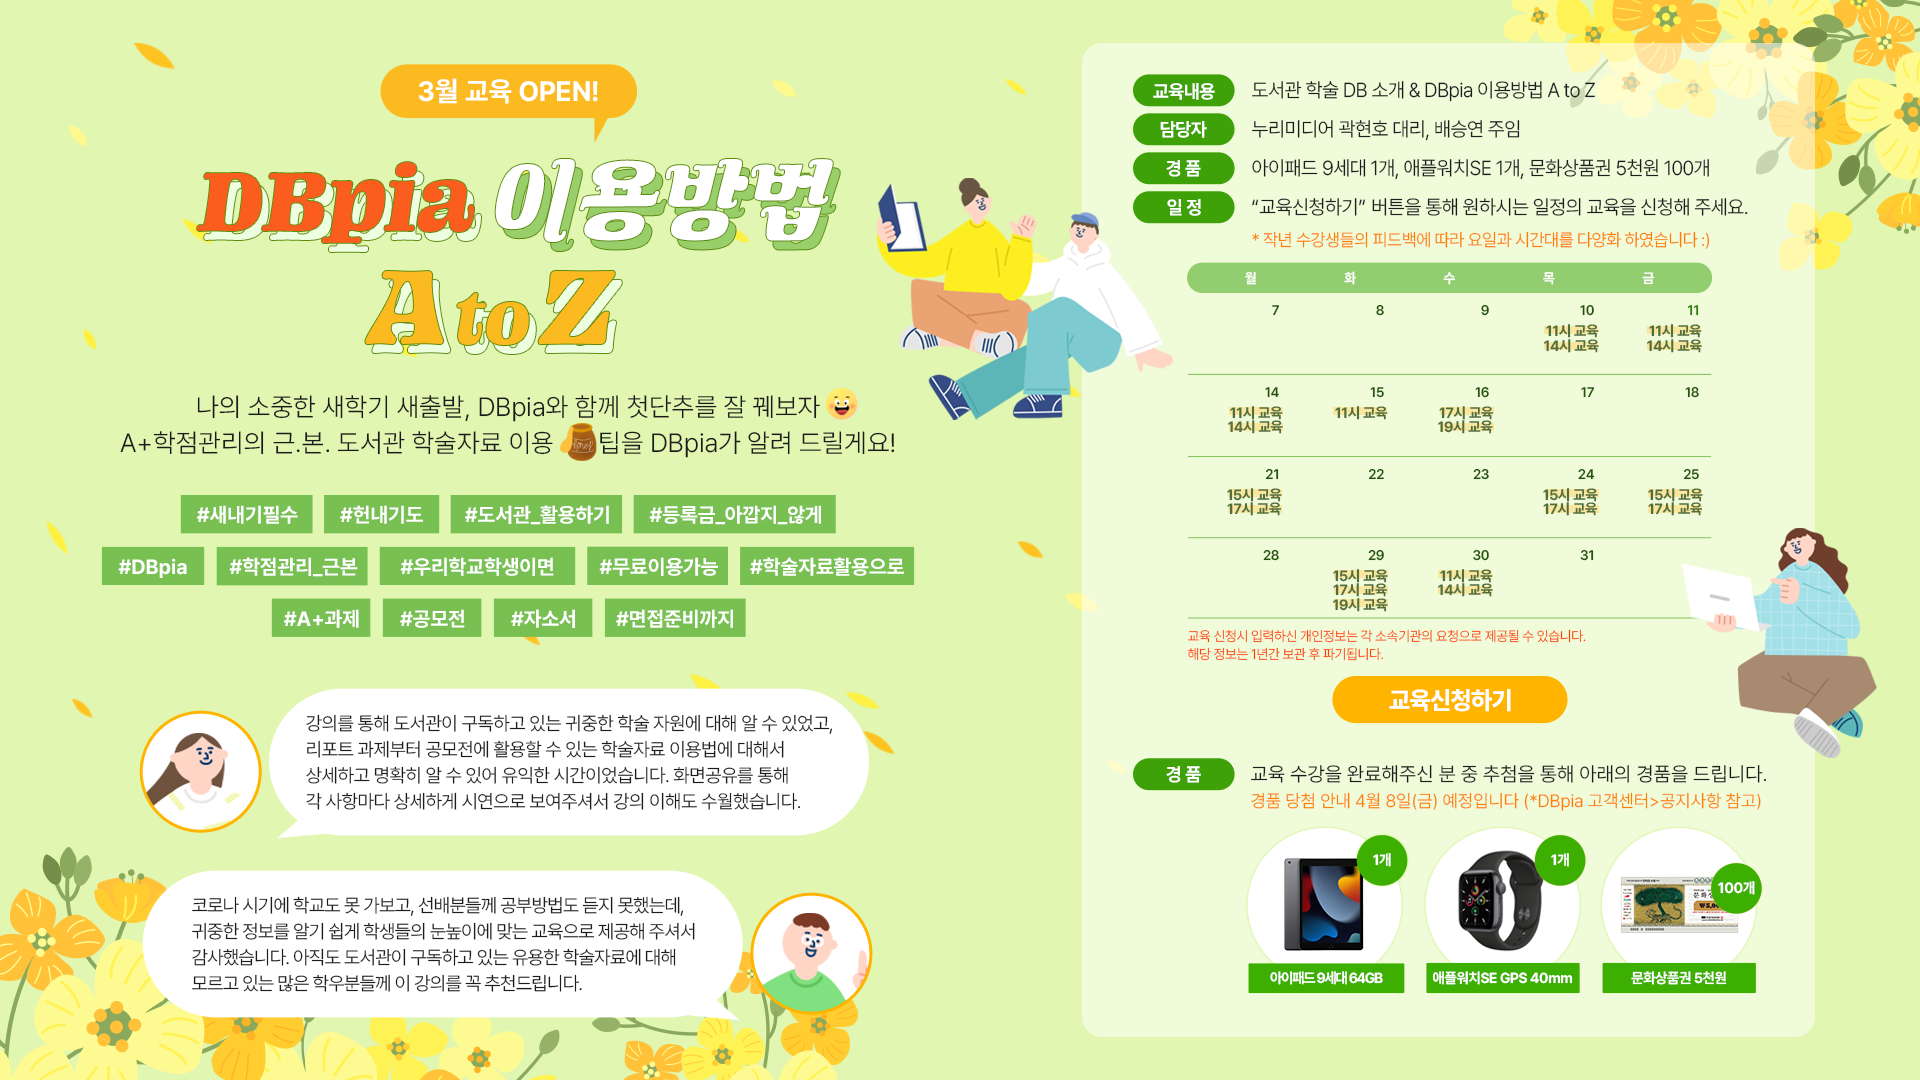 3월 교육 OPEN!
DBpia 이용방법
A to Z
나의 소중한 새학기 새출발, DBpia와 함께 첫단추를 잘 꿰보자
A+학점관리의 근.본. 도서관 학술자료 이용 팁을 DBpia가 알려 드릴게요!
#새내기필수 #헌내기도 #도서관_활용하기 #등록금_아깝지_않게
#DBpia #학점관리_근본 #우리학교학생이면 #무료이용가능 #학술자료활용으로
#A+과제 #공모전 #자소서 #면접준비까지
강의를 통해 도서관이 구독하고 있는 귀중한 학술 자원에 대해 알 수 있었고,
리포트 과제부터 공모전에 활용할 수 있는 학술자료 이용법에 대해서
상세하고 명확히 알 수 있어 유익한 시간이었습니다. 화면공유를 통해
각 사항마다 상세하게 시연으로 보여주셔서 강의 이해도 수월했습니다.
코로나 시기에 학교도 못 가보고, 선배분들께 공부방법도 듣지 못했는데,
귀중한 정보를 알기 쉽게 학생들의 눈높이에 맞는 교육으로 제공해 주셔서
감사했습니다. 아직도 도서관이 구독하고 있는 유용한 학술자료에 대해
모르고 있는 많은 학우분들께 이 강의를 꼭 추천드립니다.
교육내용 도서관 학술 DB 소개 & DBpia 이용방법 A to Z
담당자 누리미디어 곽현호 대리, 배승연 주임
경 품 아이패드 9세대 1개, 애플워치SE 1개, 문화상품권 5천원 100개
일 정 “교육신청하기” 버튼을 통해 원하시는 일정의 교육을 신청해 주세요.
* 작년 수강생들의 피드백에 따라 요일과 시간대를 다양화 하였습니다 :)
월 화 수 목 금
7 8 9 10 11
11시 교육 11시 교육
14시 교육 14시 교육
14 15 16 17 18
11시 교육 11시 교육 17시 교육
14시 교육 19시 교육
21 22 23 24 25
15시 교육 15시 교육 15시 교육
17시 교육 17시 교육 17시 교육
28 29 30 31
15시 교육 11시 교육
17시 교육 14시 교육
19시 교육
교육 신청시 입력하신 개인정보는 각 소속기관의 요청으로 제공될 수 있습니다.
해당 정보는 1년간 보관 후 파기됩니다.
교육신청하기
경 품 교육 수강을 완료해주신 분 중 추첨을 통해 아래의 경품을 드립니다.
경품 당첨 안내 4월 8일(금) 예정입니다 (*DBpia 고객센터>공지사항 참고)
1개 1개 100개
아이패드 9세대 64GB 애플워치SE GPS 40mm 문화상품권 5천원